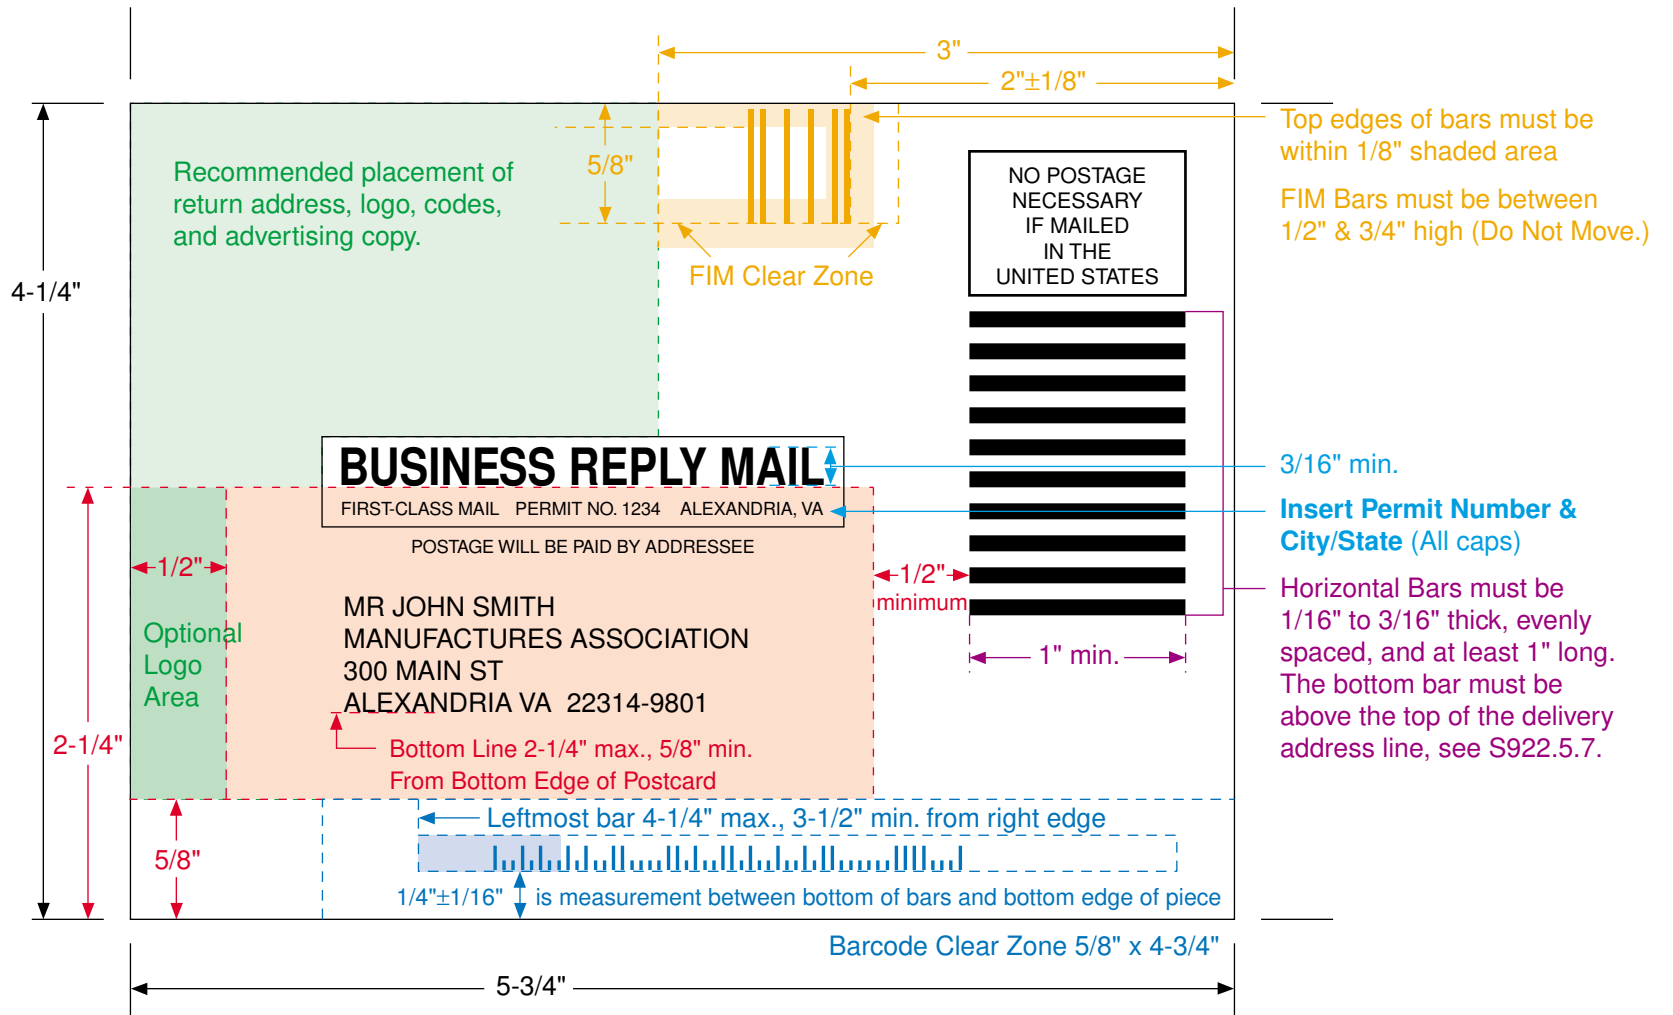 3"
2"±1/8"
Top edges of bars must be
within 1/8" shaded area
FIM Bars must be between
1/2" & 3/4" high (Do Not Move.)
Recommended placement of
return address, logo, codes,
and advertising copy.
5/8"
FIM Clear Zone
NO POSTAGE
NECESSARY
IF MAILED
IN THE
UNITED STATES
4-1/4"
BUSINESS REPLY MAIL
FIRST-CLASS MAIL PERMIT NO. 1234 ALEXANDRIA, VA
3/16" min.
Insert Permit Number &
City/State (All caps)
POSTAGE WILL BE PAID BY ADDRESSEE
1/2"
1/2"
minimum
Horizontal Bars must be
1/16" to 3/16" thick, evenly
spaced, and at least 1" long.
The bottom bar must be
above the top of the delivery
address line, see S922.5.7.
MR JOHN SMITH
MANUFACTURES ASSOCIATION
300 MAIN ST
ALEXANDRIA VA 22314-9801
Optional
Logo
Area
1" min.
2-1/4"
Bottom Line 2-1/4" max., 5/8" min.
From Bottom Edge of Postcard
5/8"
Leftmost bar 4-1/4" max., 3-1/2" min. from right edge
1/4"±1/16" is measurement between bottom of bars and bottom edge of piece
Barcode Clear Zone 5/8" x 4-3/4"
5-3/4"